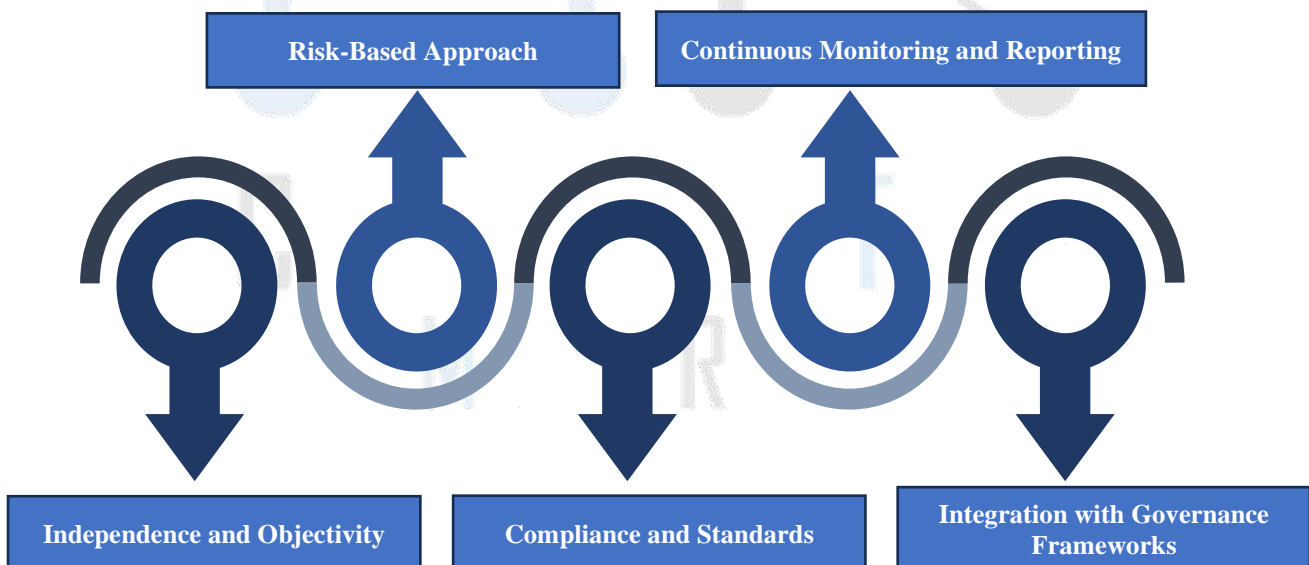 Risk-Based Approach
Continuous Monitoring and Reporting
Independence and Objectivity
Compliance and Standards
Integration with Governance
Frameworks